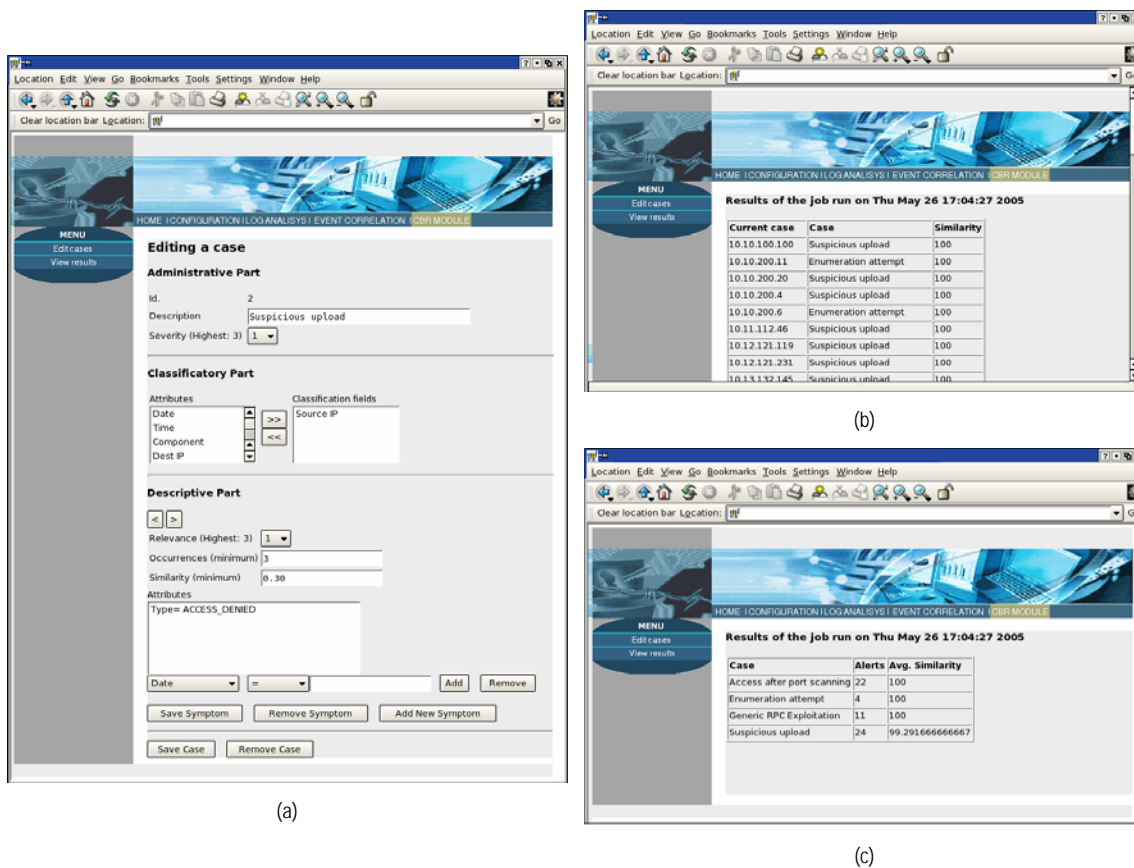 Location Edit View Go Bookmarks Tools Settings Window Help
Clear location bar Location: Go
HOME I CONFIGURATION I LOG ANALISYS I EVENT CORRELATION I CBR MODULE
MENU
Edit cases
View results
Editing a case
Administrative Part
Id. 2
Description Suspicious upload
Severity (Highest: 3) 1
Classificatory Part
Attributes Classification fields
Date Source IP
Time >>
Component <<
Dest IP
Descriptive Part
< >
Relevance (Highest: 3) 1
Occurrences (minimum) 3
Similarity (minimum) 0.30
Attributes
Type= ACCESS_DENIED
Date = Add Remove
Save Symptom Remove Symptom Add New Symptom
Save Case Remove Case
(a)
Location Edit View Go Bookmarks Tools Settings Window Help
Clear location bar Location: G
HOME I CONFIGURATION I LOG ANALISYS I EVENT CORRELATION I CBR MODULE
MENU
Edit cases
View results
Results of the job run on Thu May 26 17:04:27 2005
Current case Case Similarity
10.10.100.100 Suspicious upload 100
10.10.200.11 Enumeration attempt 100
10.10.200.20 Suspicious upload 100
10.10.200.4 Suspicious upload 100
10.10.200.6 Enumeration attempt 100
10.11.112.46 Suspicious upload 100
10.12.121.119 Suspicious upload 100
10.12.121.231 Suspicious upload 100
10.13.132.145 Suspicious upload 100
(b)
Location Edit View Go Bookmarks Tools Settings Window Help
Clear location bar Location: G
HOME I CONFIGURATION I LOG ANALISYS I EVENT CORRELATION I CBR MODULE
MENU
Edit cases
View results
Results of the job run on Thu May 26 17:04:27 2005
Case Alerts Avg. Similarity
Access after port scanning 22 100
Enumeration attempt 4 100
Generic RPC Exploitation 11 100
Suspicious upload 24 99.291666666667
(c)